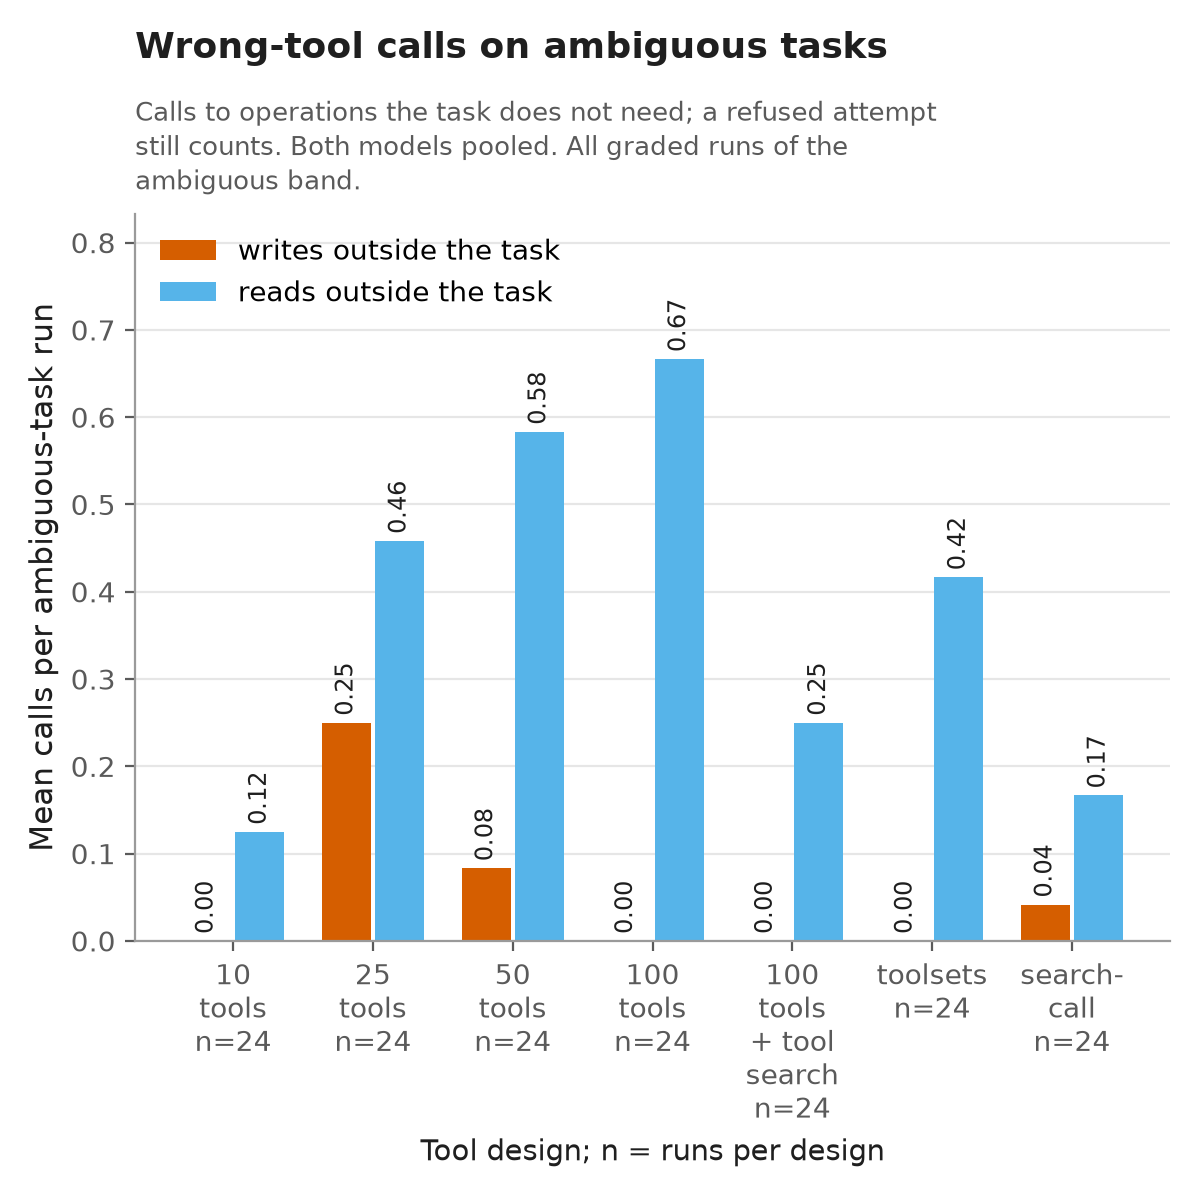 Wrong-tool calls on ambiguous tasks
Calls to operations the task does not need; a refused attempt
still counts. Both models pooled. All graded runs of the
ambiguous band.
writes outside the task
reads outside the task
Mean calls per ambiguous-task run
0.8
0.7
0.6
0.5
0.4
0.3
0.2
0.1
0.0
0.00
0.12
0.25
0.46
0.08
0.58
0.00
0.67
0.00
0.25
0.00
0.42
0.04
0.17
10
tools
n=24
25
tools
n=24
50
tools
n=24
100
tools
n=24
100
tools
+ tool
search
n=24
toolsets
n=24
search-
call
n=24
Tool design; n = runs per design